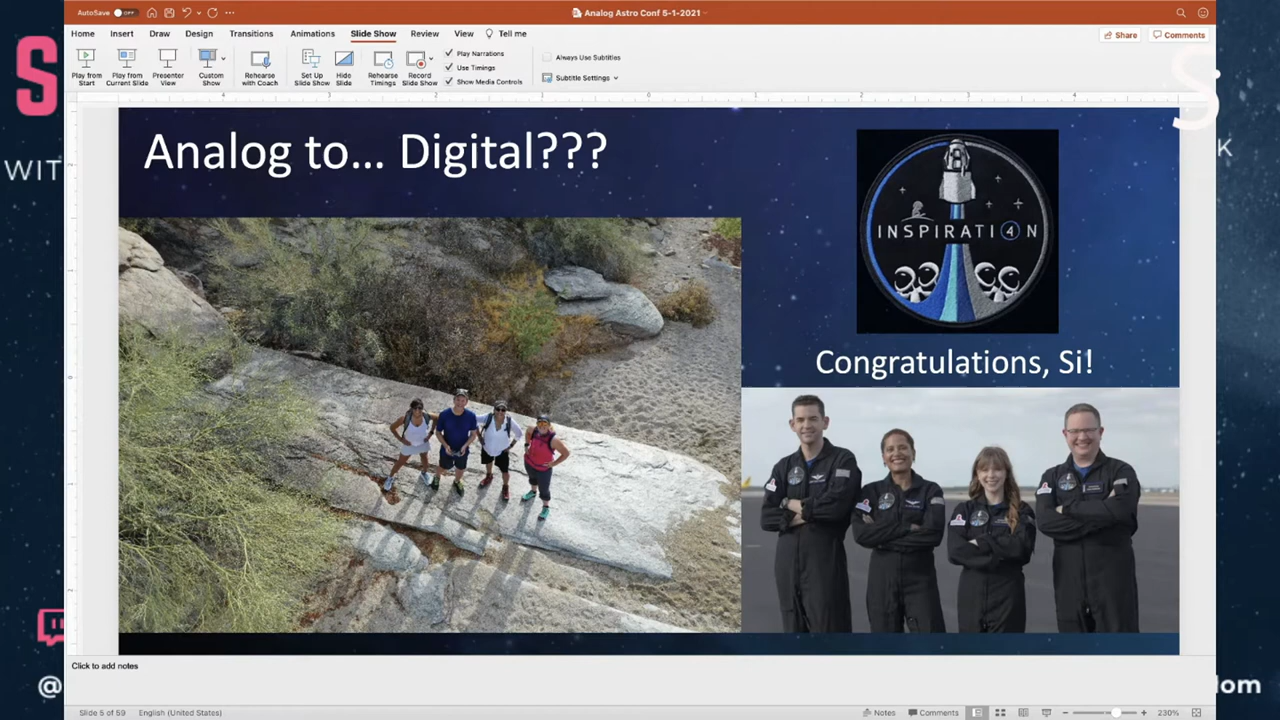 AutoSave OFF
Analog Astro Conf 5-1-2021
Home Insert Draw Design Transitions Animations Slide Show Review View Tell me
Share Comments
Play from Start
Play from Current Slide
Presenter View
Custom Show
Rehearse with Coach
Set Up Slide Show
Hide Slide
Rehearse Timings
Record Slide Show
Play Narrations
Use Timings
Show Media Controls
Always Use Subtitles
Subtitle Settings
S
S
WIT
K
Analog to... Digital???
INSPIRATI4N
Congratulations, Si!
Click to add notes
@
dom
Slide 5 of 59 English (United States)
Notes Comments 230%